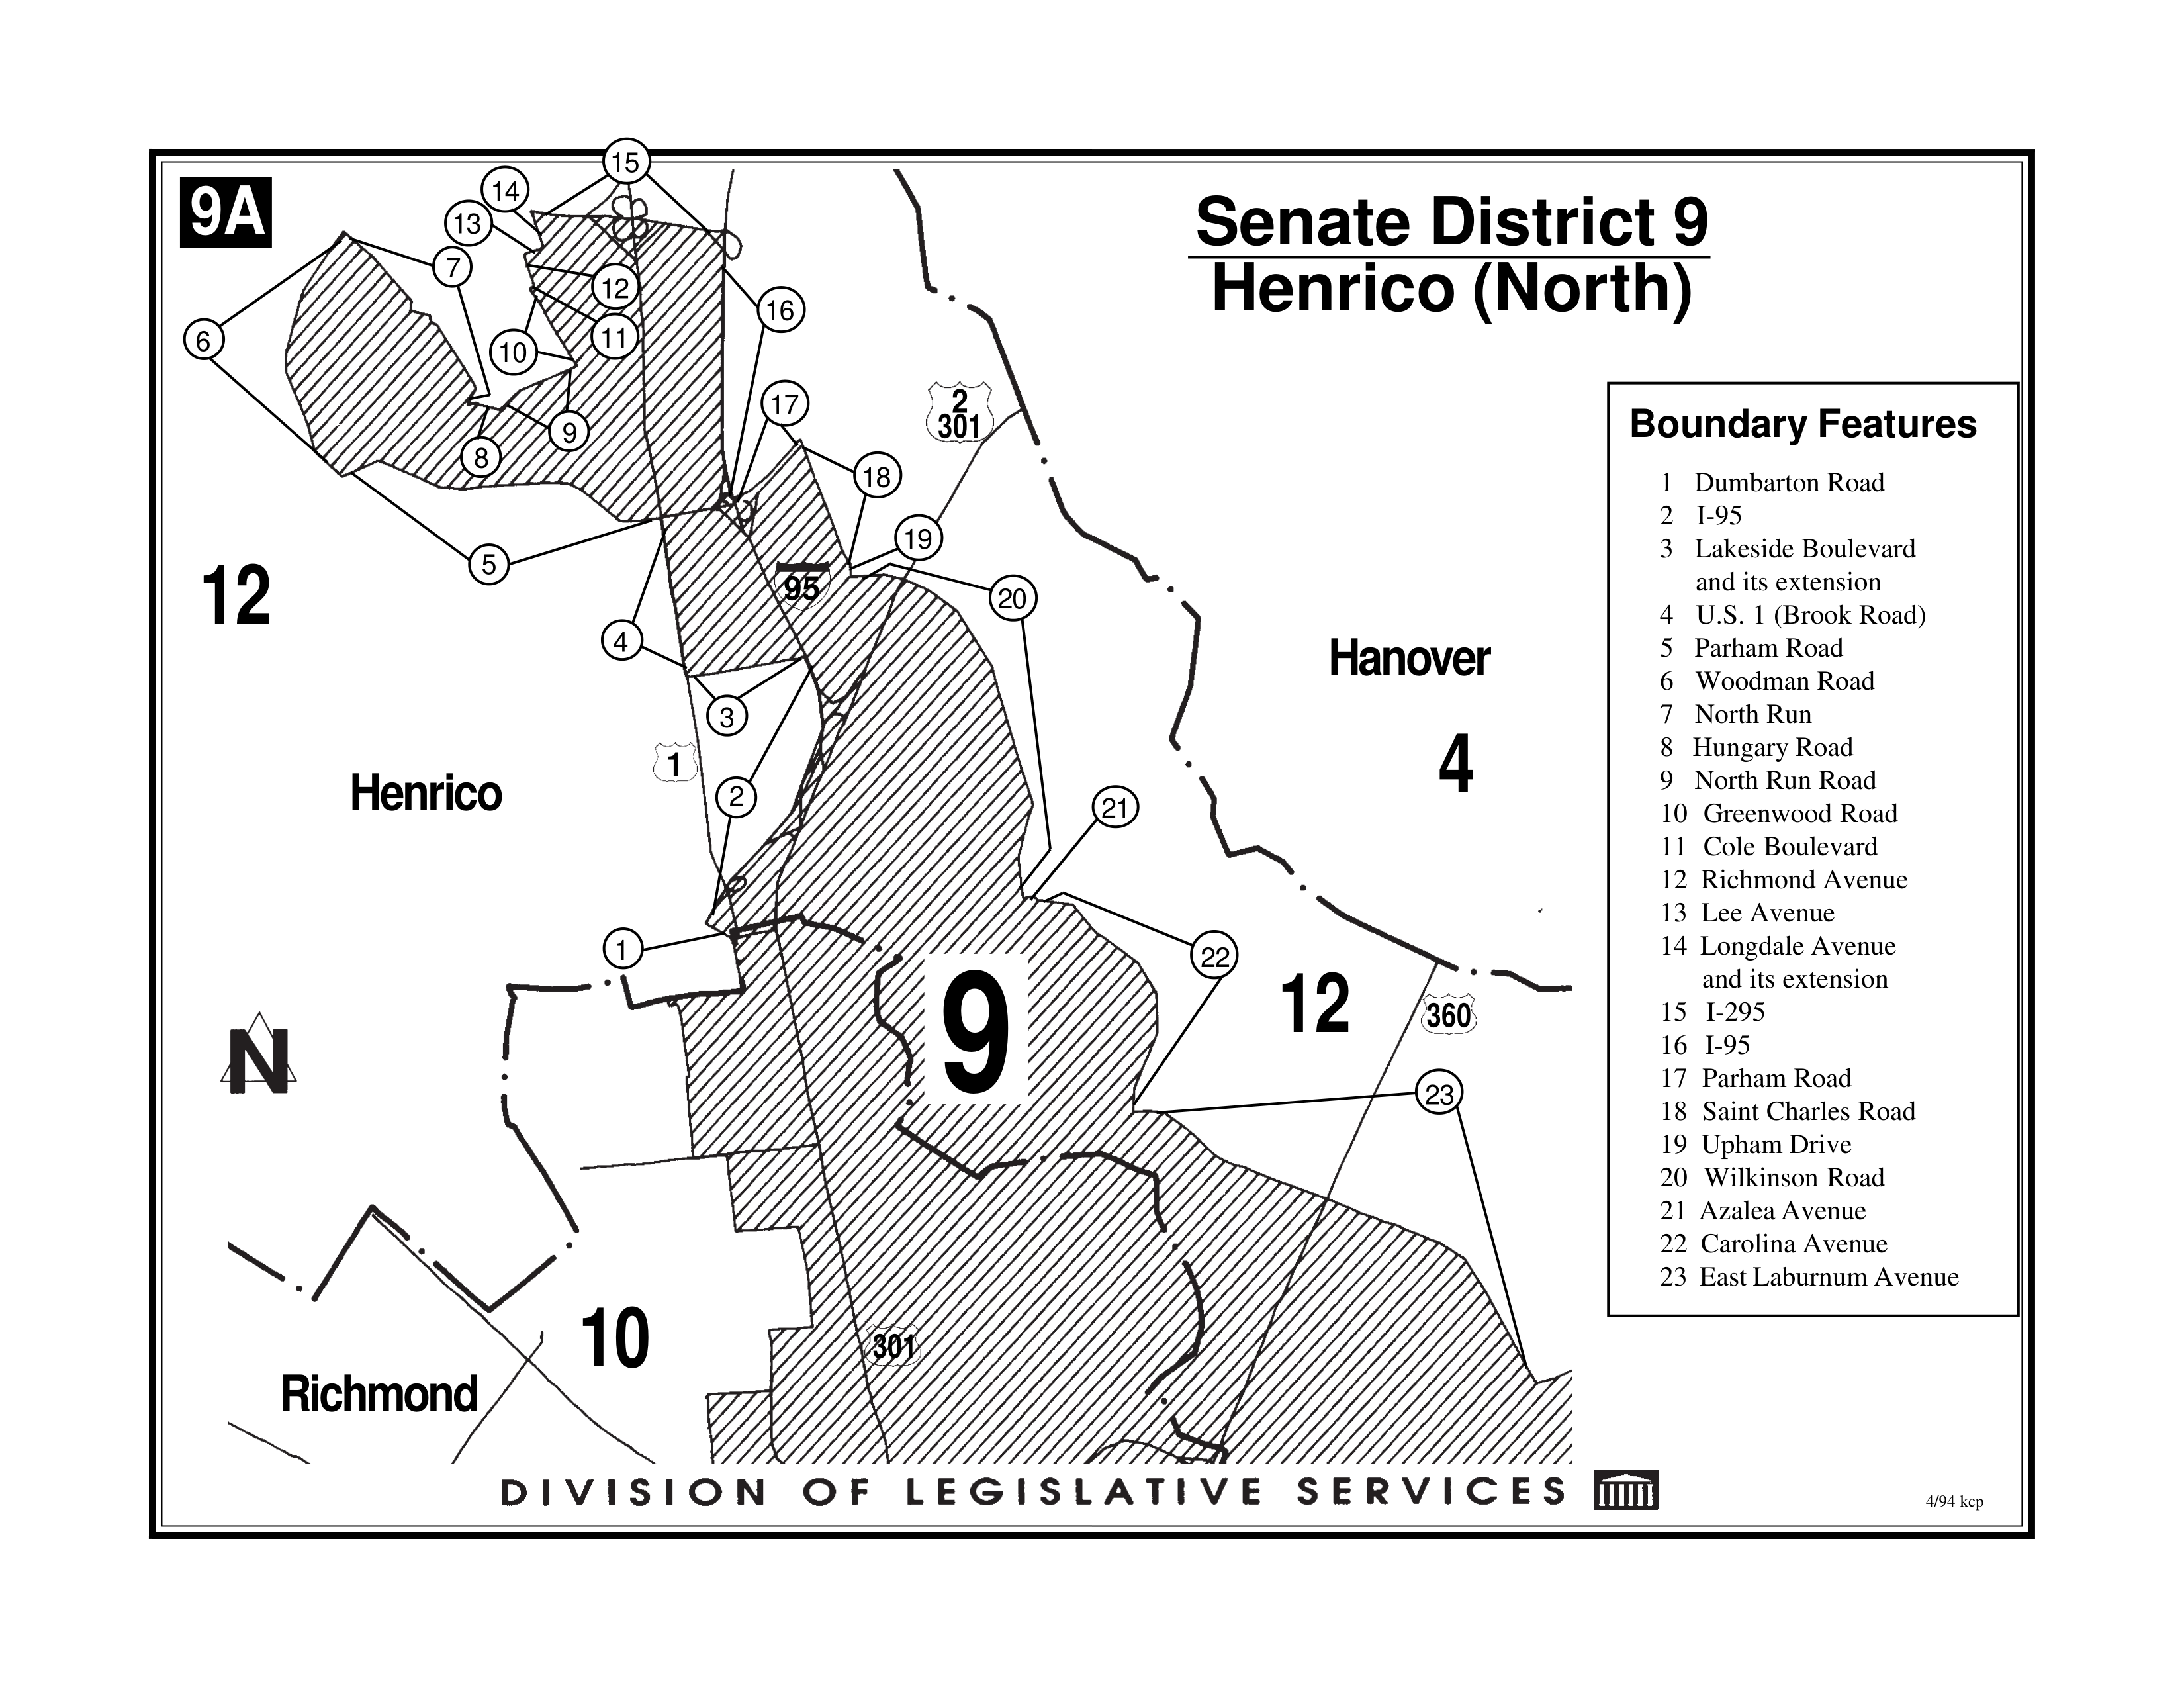 9A
Senate District 9
Henrico (North)
15
14
13
7
12
6
16
11
10
17
2
301
9
8
18
19
5
95
20
12
4
3
1
2
21
Henrico
Hanover
4
1
22
9
12
360
23
10
301
Richmond
N
Boundary Features
1 Dumbarton Road
2 I-95
3 Lakeside Boulevard
and its extension
4 U.S. 1 (Brook Road)
5 Parham Road
6 Woodman Road
7 North Run
8 Hungary Road
9 North Run Road
10 Greenwood Road
11 Cole Boulevard
12 Richmond Avenue
13 Lee Avenue
14 Longdale Avenue
and its extension
15 I-295
16 I-95
17 Parham Road
18 Saint Charles Road
19 Upham Drive
20 Wilkinson Road
21 Azalea Avenue
22 Carolina Avenue
23 East Laburnum Avenue
DIVISION OF LEGISLATIVE SERVICES
4/94 kcp